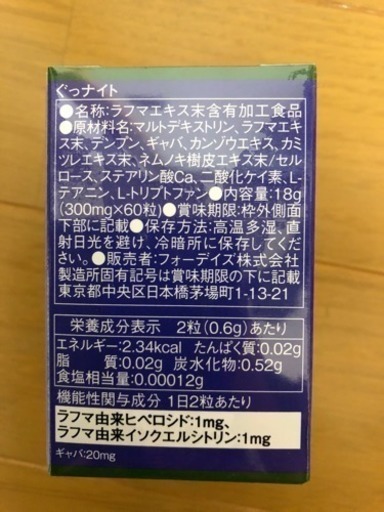 ぐっナイト
●名称:ラフマエキス末含有加工食品
●原材料名:マルトデキストリン、ラフマエキ
ス末、デンプン、ギャバ、カンゾウエキス、カミ
ツレエキス末、ネムノキ樹皮エキス末/セル
ロース、ステアリン酸Ca、二酸化ケイ素、L-
テアニン、L-トリプトファン●内容量:18g
(300mg×60粒)●賞味期限:枠外側面
下部に記載●保存方法:高温多湿、直
射日光を避け、冷暗所に保存してくださ
い。●販売者:フォーデイズ株式会社
製造所固有記号は賞味期限の下に記載
東京都中央区日本橋茅場町1-13-21
栄養成分表示 2粒(0.6g)あたり
エネルギー:2.34kcal たんぱく質:0.02g
脂 質:0.02g 炭水化物:0.52g
食塩相当量:0.00012g
機能性関与成分 1日2粒あたり
ラフマ由来ヒペロシド:1mg、
ラフマ由来イソクエルシトリン:1mg
ギャバ:20mg